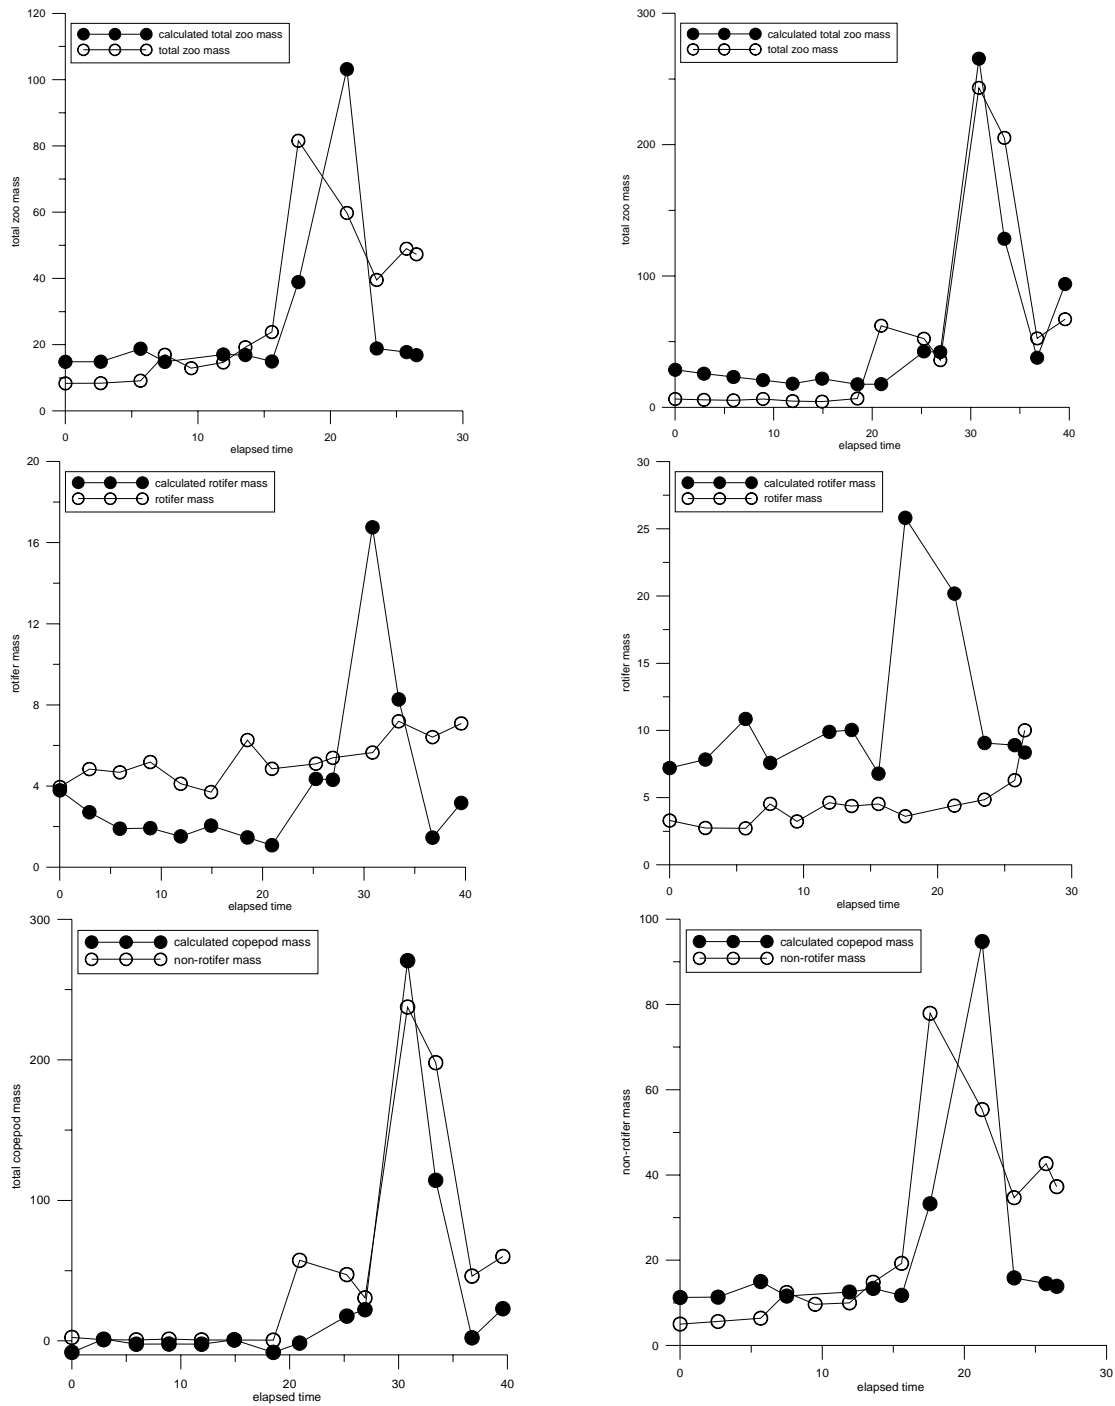 120
100
80
60
40
20
0
total zoo mass
calculated total zoo mass
total zoo mass
0 10 20 30
elapsed time
300
200
100
0
total zoo mass
calculated total zoo mass
total zoo mass
0 10 20 30 40
elapsed time
20
16
12
8
4
0
rotifer mass
calculated rotifer mass
rotifer mass
0 10 20 30 40
elapsed time
30
25
20
15
10
5
0
rotifer mass
calculated rotifer mass
rotifer mass
0 10 20 30
elapsed time
300
200
100
0
total copepod mass
calculated copepod mass
non-rotifer mass
0 10 20 30 40
elapsed time
100
80
60
40
20
0
non-rotifer mass
calculated copepod mass
non-rotifer mass
0 10 20 30
elapsed time